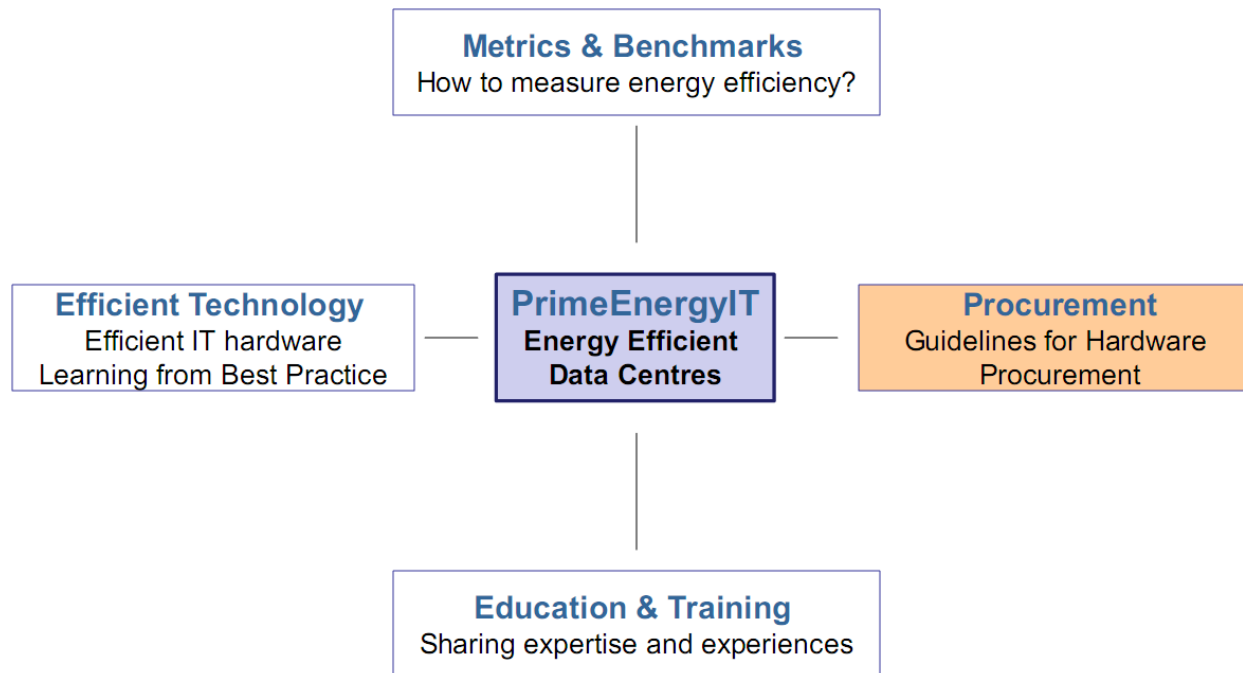 Metrics & Benchmarks
How to measure energy efficiency?
Efficient Technology
Efficient IT hardware
Learning from Best Practice
PrimeEnergyIT
Energy Efficient
Data Centres
Procurement
Guidelines for Hardware
Procurement
Education & Training
Sharing expertise and experiences